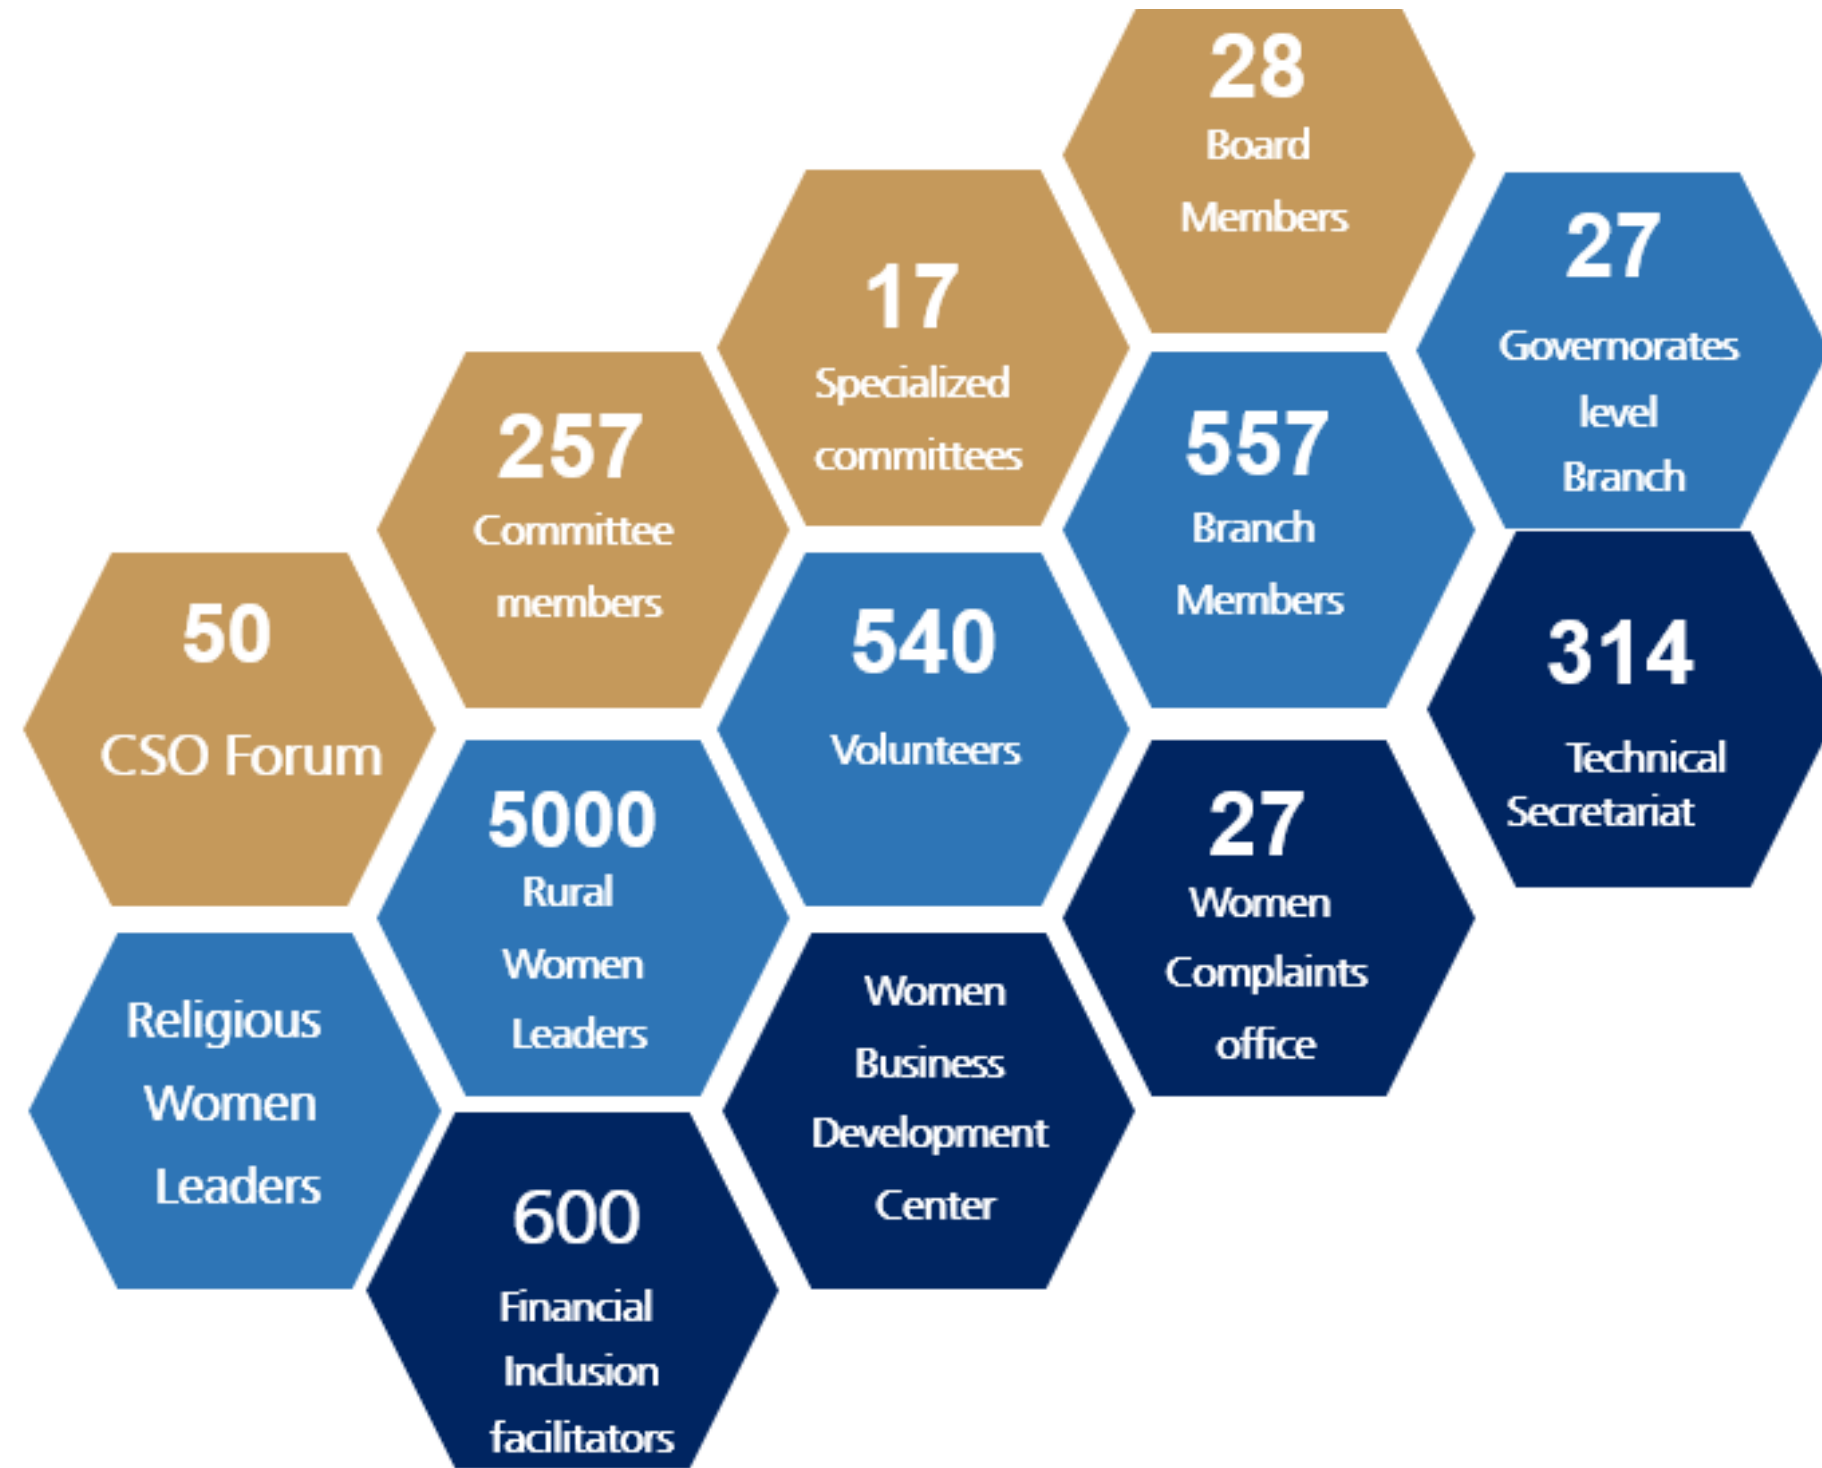 28
Board
Members
17
Specialized
committees
27
Governorates
level
Branch
257
Committee
members
557
Branch
Members
50
CSO Forum
540
Volunteers
314
Technical
Secretariat
5000
Rural
Women
Leaders
27
Women
Complaints
office
Religious
Women
Leaders
Women
Business
Development
Center
600
Financial
Inclusion
facilitators